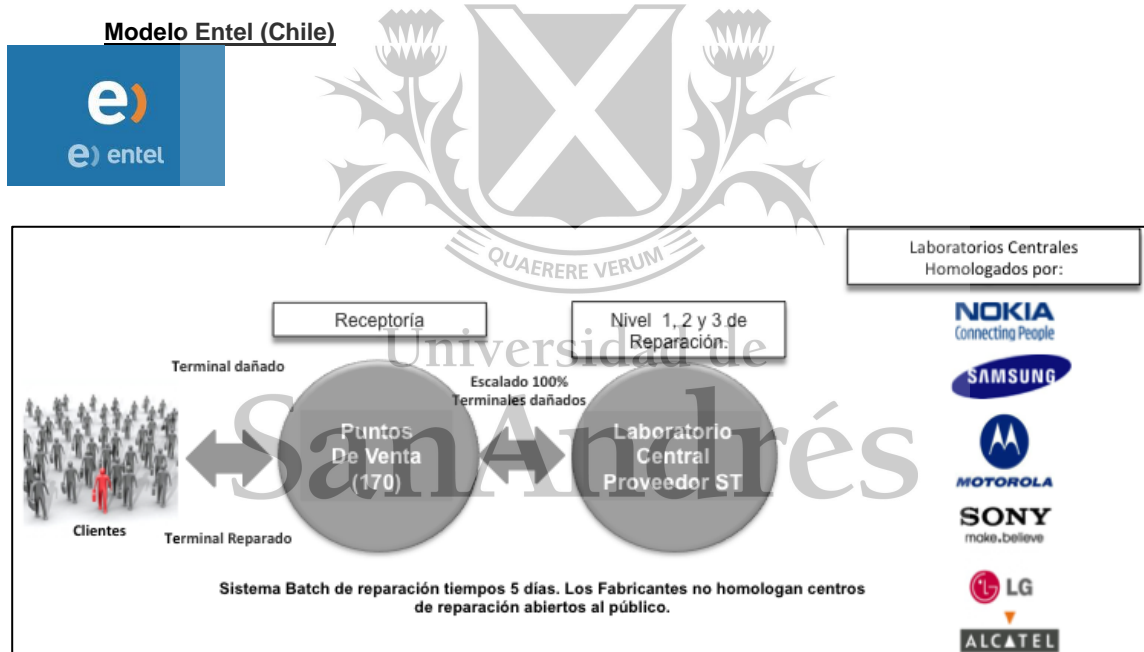 Modelo Entel (Chile)
e)
e) entel
QUAERERE VERUM
Universidad de
SanAndrés
Laboratorios Centrales
Homologados por:
Receptoría
Nivel 1, 2 y 3 de
Reparación.
NOKIA
Connecting People
SAMSUNG
MOTOROLA
SONY
make.believe
LG
ALCATEL
Terminal dañado
Escalado 100%
Terminales dañados
Puntos
De Venta
(170)
Laboratorio
Central
Proveedor ST
Clientes
Terminal Reparado
Sistema Batch de reparación tiempos 5 días. Los Fabricantes no homologan centros
de reparación abiertos al público.